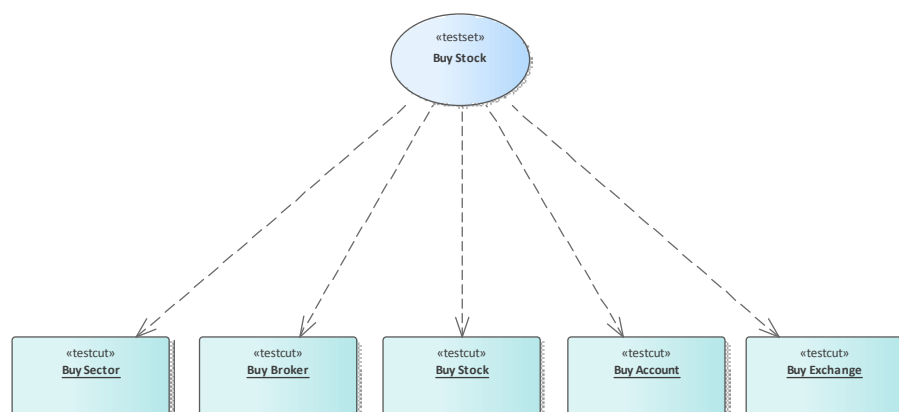 «testset»
Buy Stock
«testcut»
Buy Sector
«testcut»
Buy Broker
«testcut»
Buy Stock
«testcut»
Buy Account
«testcut»
Buy Exchange